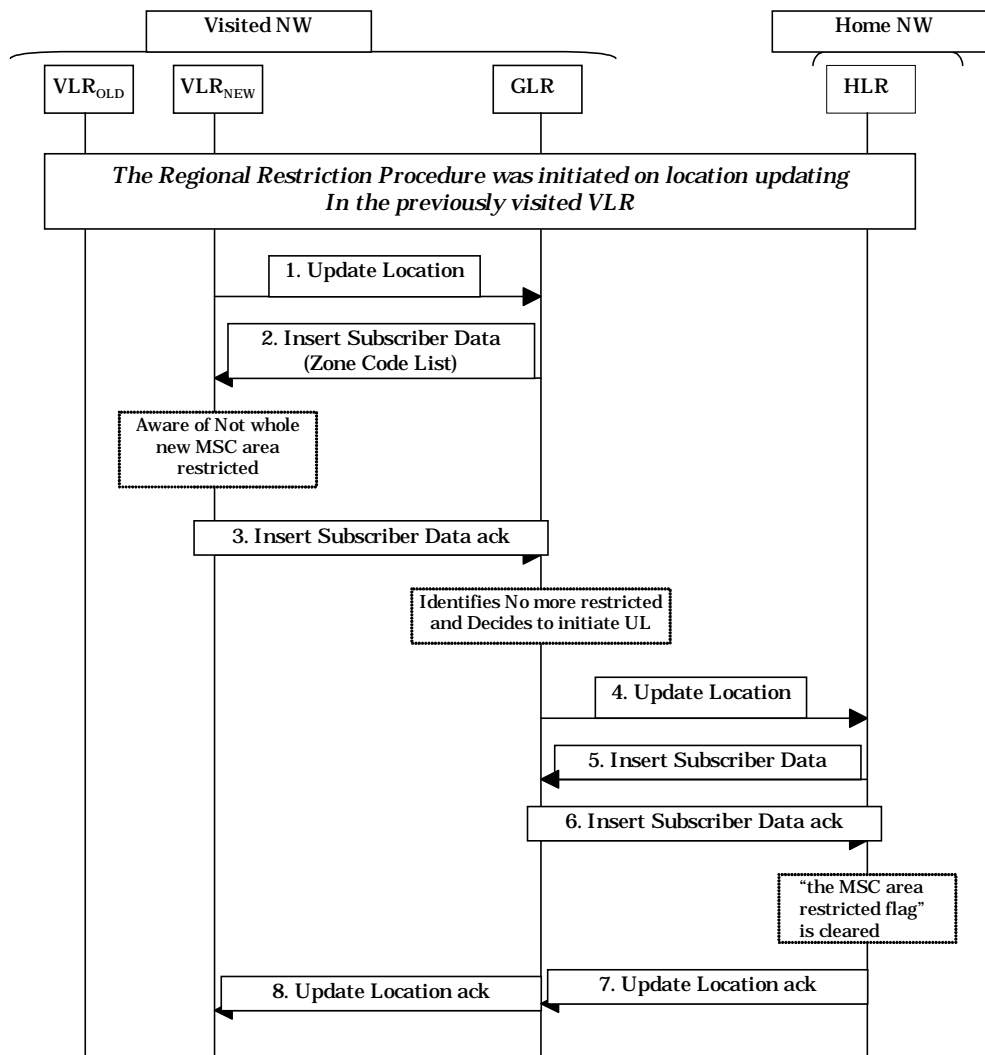 Visited NW
Home NW
VLROLD
VLRNEW
GLR
HLR
The Regional Restriction Procedure was initiated on location updating
In the previously visited VLR
1. Update Location
2. Insert Subscriber Data
(Zone Code List)
Aware of Not whole
new MSC area
restricted
3. Insert Subscriber Data ack
Identifies No more restricted
and Decides to initiate UL
4. Update Location
5. Insert Subscriber Data
6. Insert Subscriber Data ack
“the MSC area
restricted flag”
is cleared
7. Update Location ack
8. Update Location ack